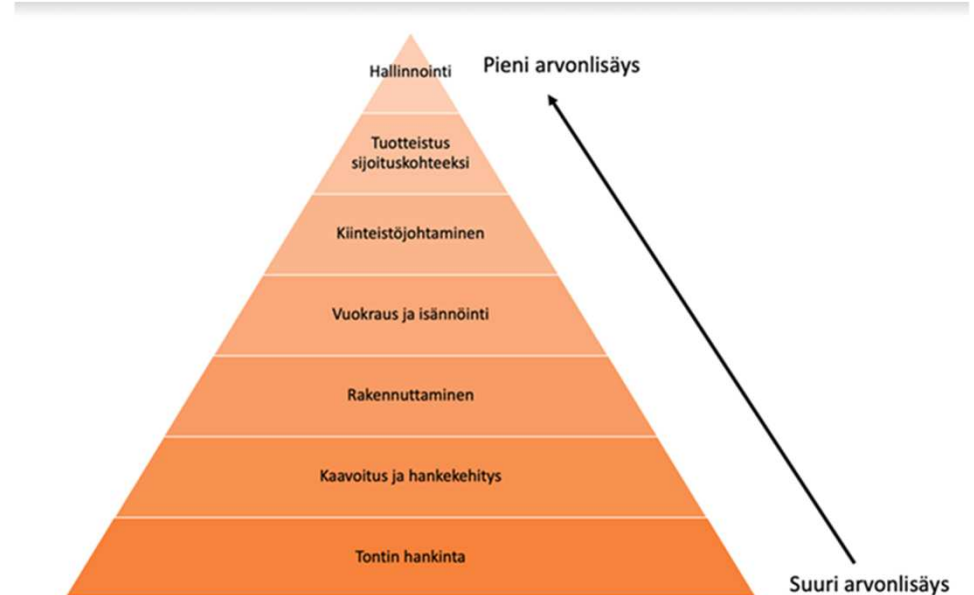 Hallinnointi
Pieni arvonlisäys
Tuotteistus
sijoituskohteeksi
Kiinteistöjohtaminen
Vuokraus ja isännöinti
Rakennuttaminen
Kaavoitus ja hankekehitys
Tontin hankinta
Suuri arvonlisäys